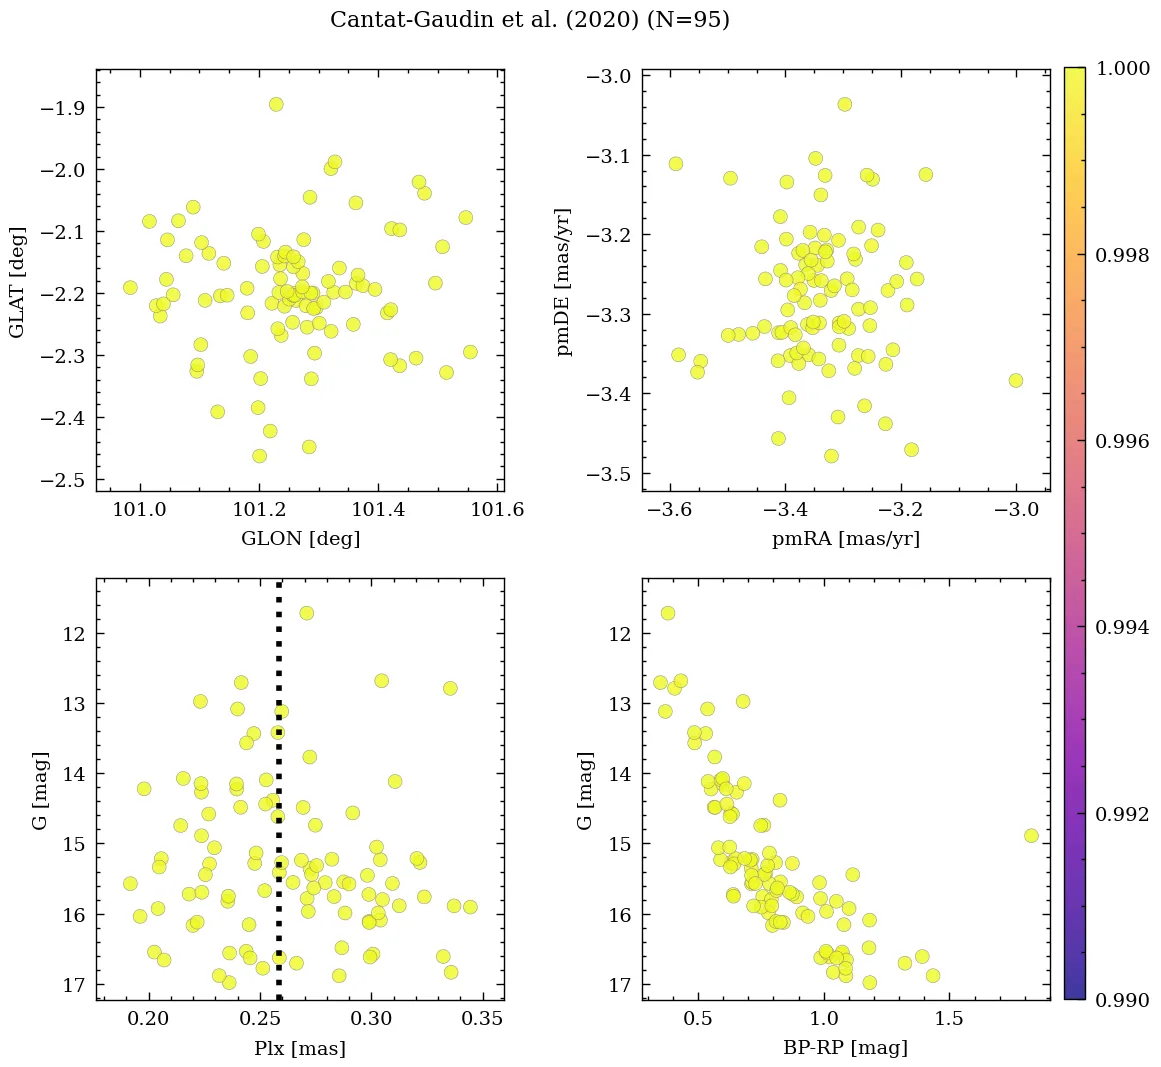 Cantat-Gaudin et al. (2020) (N=95)
GLAT [deg]
−1.9
−2.0
−2.1
−2.2
−2.3
−2.4
−2.5
101.0 101.2 101.4 101.6
GLON [deg]
pmDE [mas/yr]
−3.0
−3.1
−3.2
−3.3
−3.4
−3.5
−3.6 −3.4 −3.2 −3.0
pmRA [mas/yr]
G [mag]
12
13
14
15
16
17
0.20 0.25 0.30 0.35
Plx [mas]
G [mag]
12
13
14
15
16
17
0.5 1.0 1.5
BP-RP [mag]
1.000
0.998
0.996
0.994
0.992
0.990